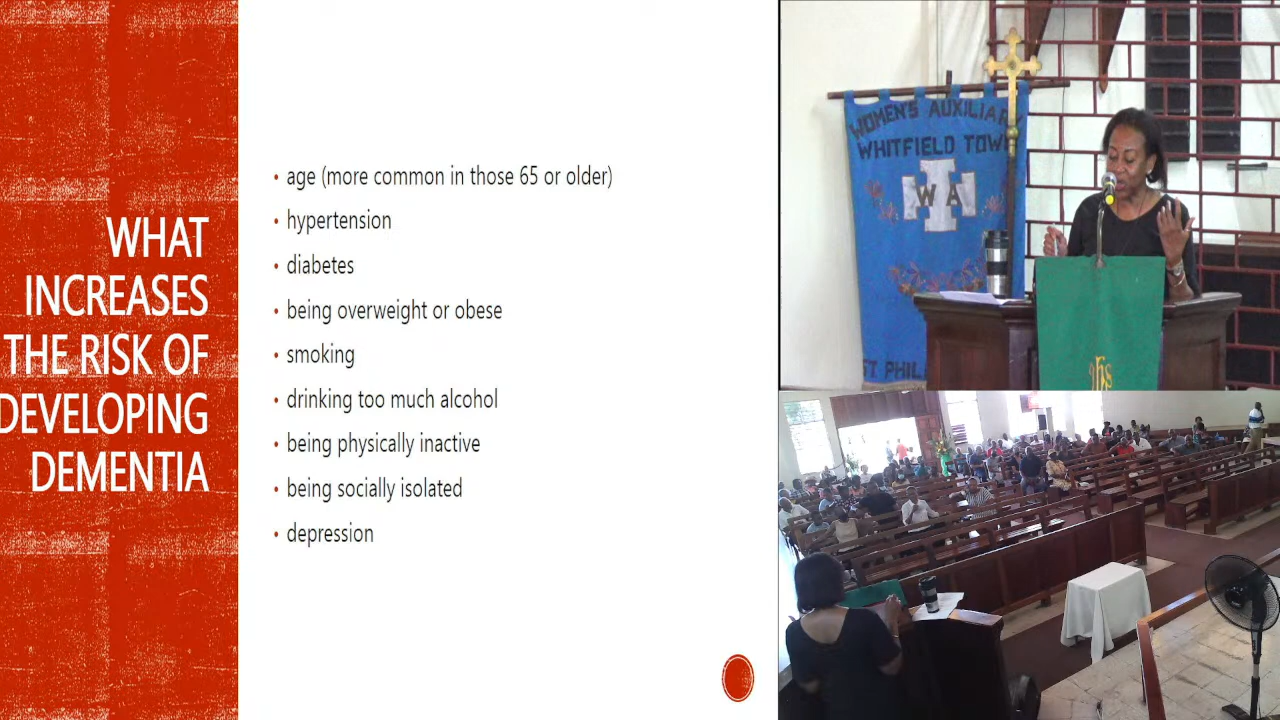 WHAT
INCREASES
THE RISK OF
DEVELOPING
DEMENTIA
• age (more common in those 65 or older)
• hypertension
• diabetes
• being overweight or obese
• smoking
• drinking too much alcohol
• being physically inactive
• being socially isolated
• depression
WOMEN'S AUXILIAR
WHITFIELD TOW
W A
ST PHIL
ihs